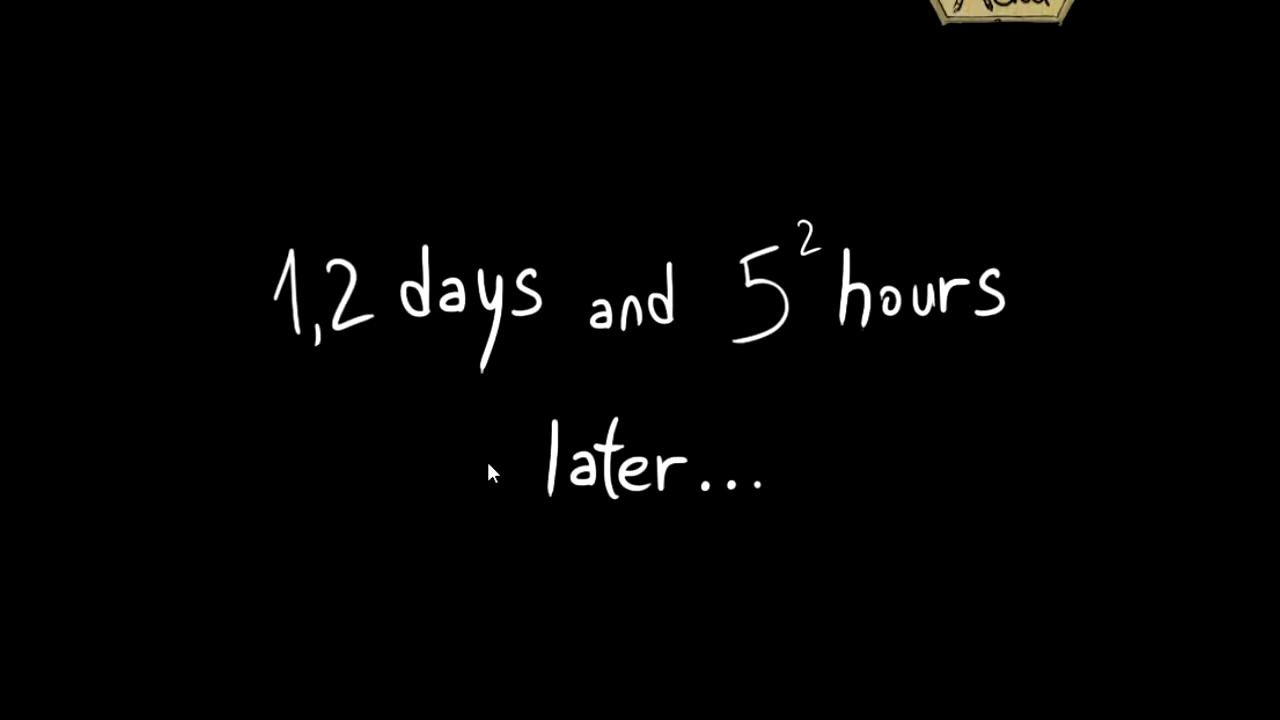 1,2 days and 5² hours
later...